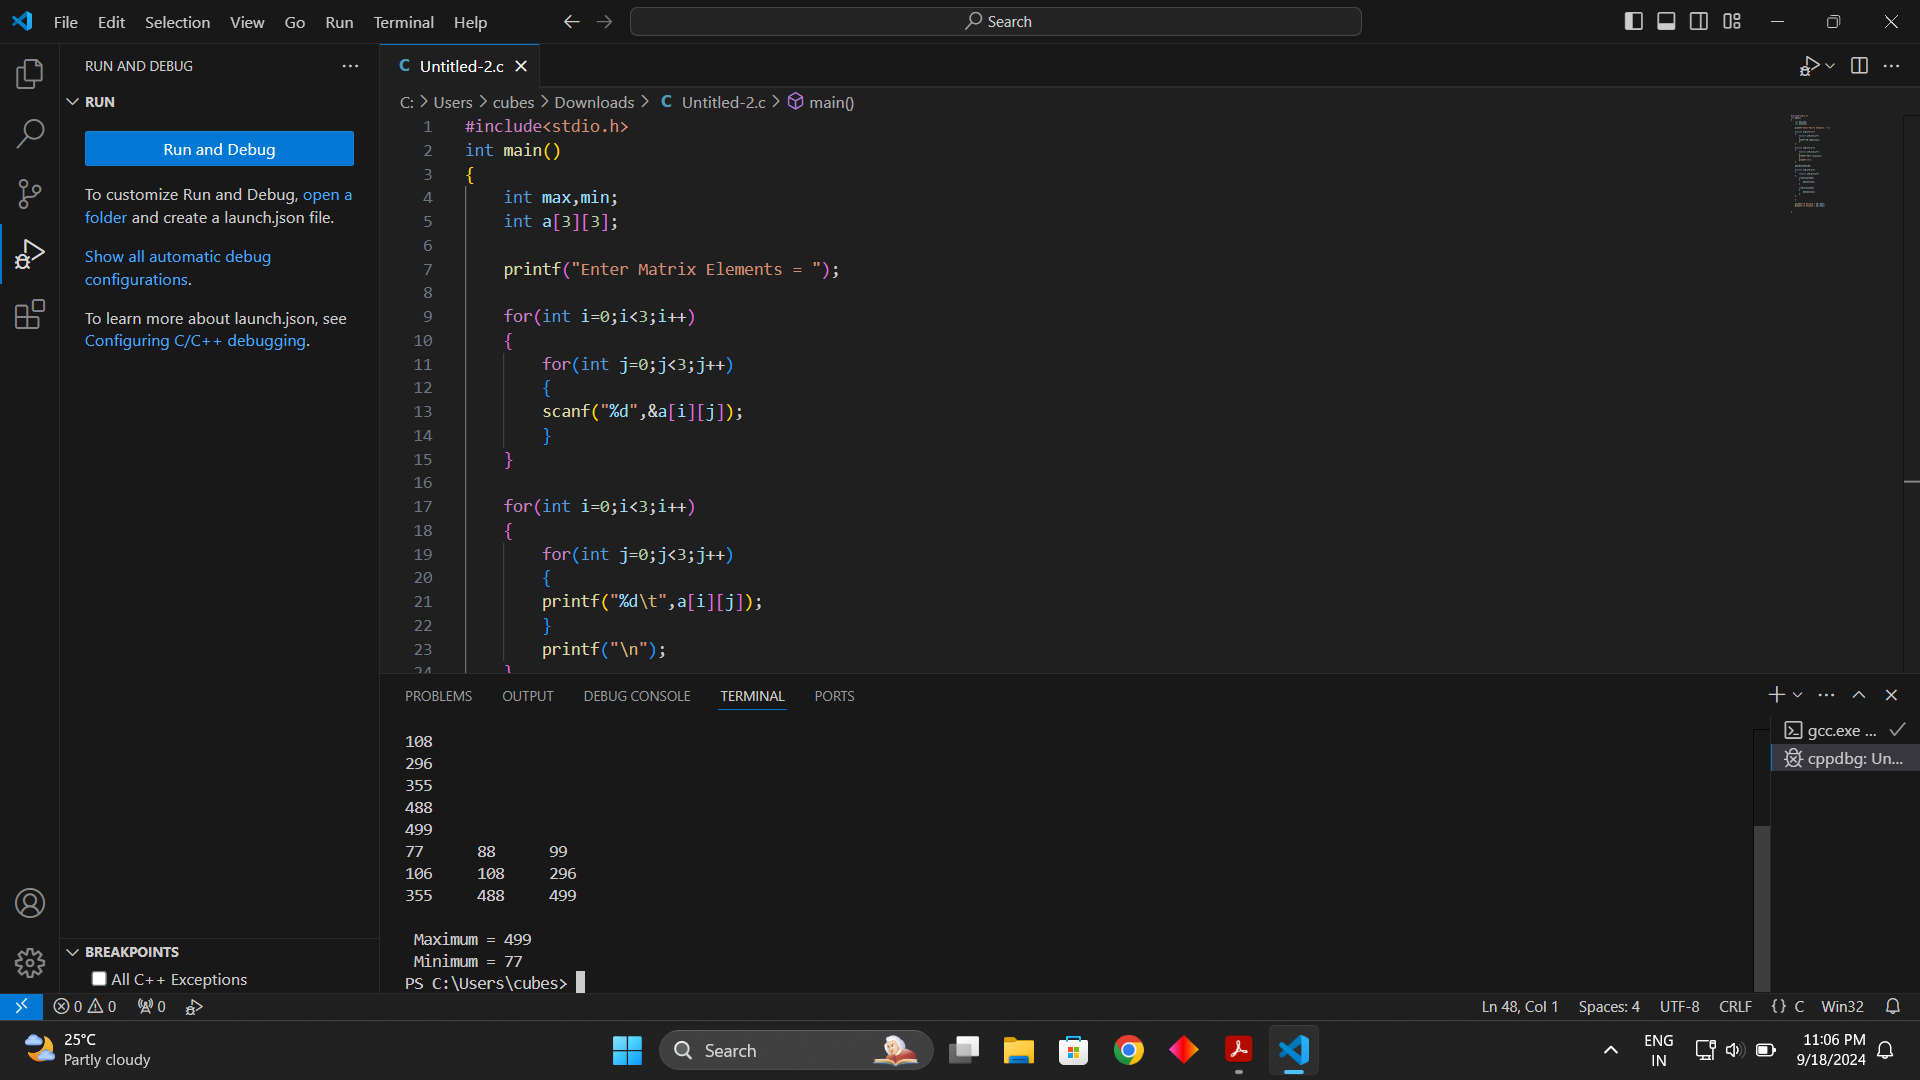 File Edit Selection View Go Run Terminal Help
Search
RUN AND DEBUG
RUN
Run and Debug
To customize Run and Debug, open a
folder and create a launch.json file.
Show all automatic debug
configurations.
To learn more about launch.json, see
Configuring C/C++ debugging.
BREAKPOINTS
All C++ Exceptions
C Untitled-2.c
C: > Users > cubes > Downloads > C Untitled-2.c > main()
1 #include<stdio.h>
2 int main()
3 {
4 int max,min;
5 int a[3][3];
6
7 printf("Enter Matrix Elements = ");
8
9 for(int i=0;i<3;i++)
10 {
11 for(int j=0;j<3;j++)
12 {
13 scanf("%d",&a[i][j]);
14 }
15 }
16
17 for(int i=0;i<3;i++)
18 {
19 for(int j=0;j<3;j++)
20 {
21 printf("%d\t",a[i][j]);
22 }
23 printf("\n");
24 }
PROBLEMS OUTPUT DEBUG CONSOLE TERMINAL PORTS
108
296
355
488
499
77 88 99
106 108 296
355 488 499
Maximum = 499
Minimum = 77
PS C:\Users\cubes>
gcc.exe ...
cppdbg: Un...
0 0 0
Ln 48, Col 1 Spaces: 4 UTF-8 CRLF {} C Win32
25°C
Partly cloudy
Search
ENG
IN
11:06 PM
9/18/2024